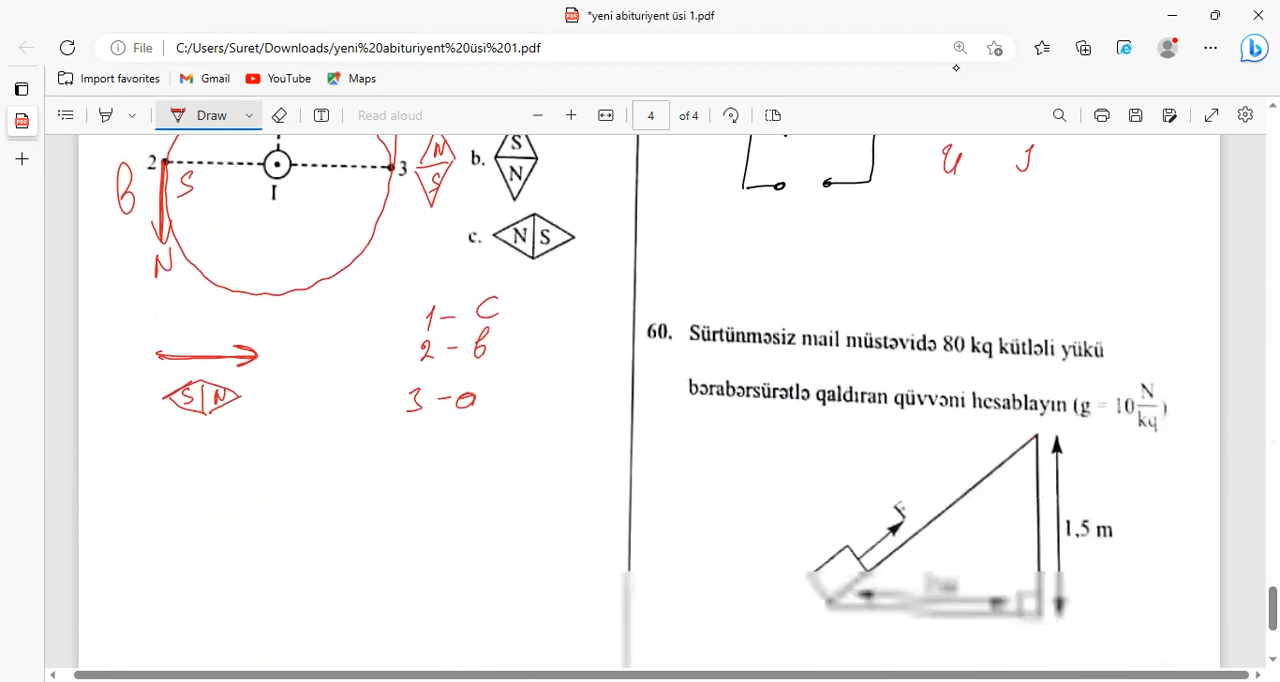 *yeni abituriyent üsi 1.pdf
File C:/Users/Suret/Downloads/yeni%20abituriyent%20üsi%201.pdf
Import favorites Gmail YouTube Maps
Draw Read aloud 4 of 4
2 3 N S b. S N
B S I
c. N S
N
1 - C
2 - b
S N
3 - a
U I
60. Sürtünməsiz mail müstəvidə 80 kq kütləli yükü
bərabərsürətlə qaldıran qüvvəni hesablayın (g = 10 N/kq)
F
1,5 m